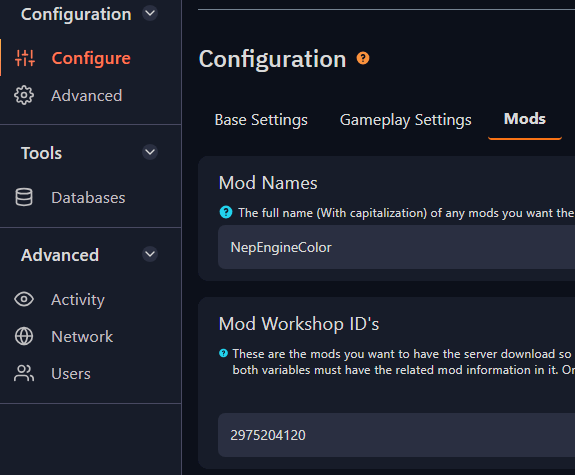 Configuration
Configure
Advanced
Tools
Databases
Advanced
Activity
Network
Users
Configuration ?
Base Settings Gameplay Settings Mods
Mod Names
? The full name (With capitalization) of any mods you want the
NepEngineColor
Mod Workshop ID's
? These are the mods you want to have the server download so
both variables must have the related mod information in it. Or
2975204120